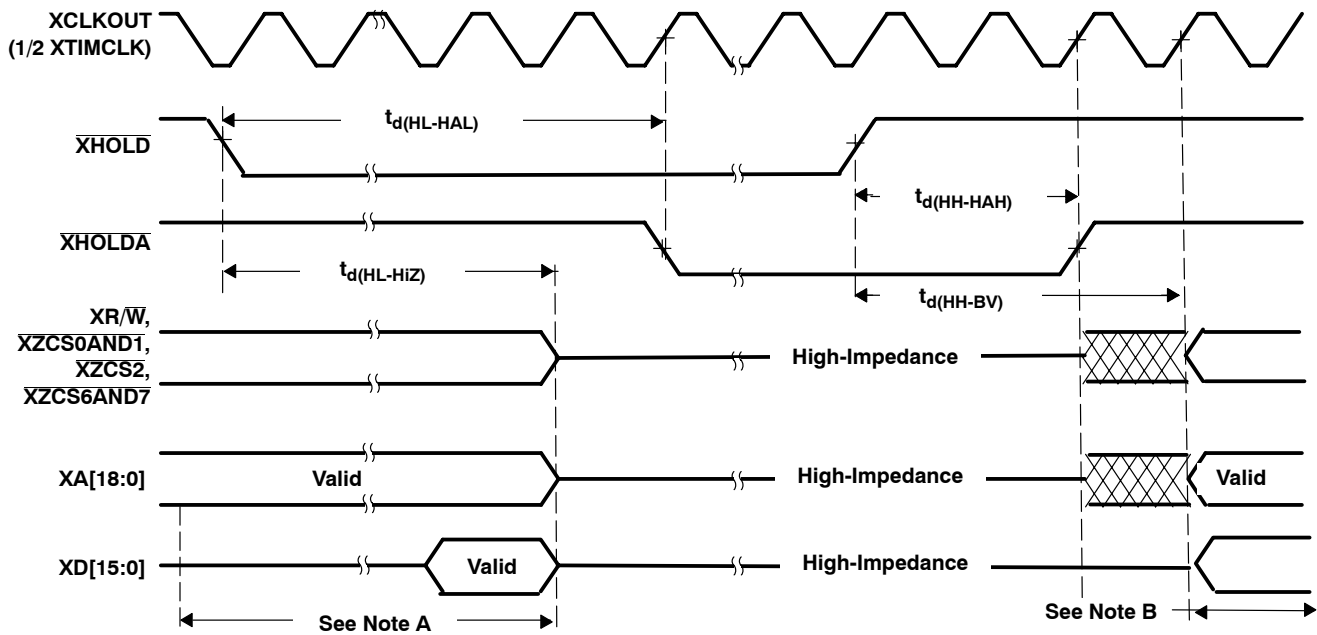 XCLKOUT
(1/2 XTIMCLK)
td(HL-HAL)
XHOLD
td(HH-HAH)
XHOLDA
td(HL-HiZ)
td(HH-BV)
XR/W,
XZCS0AND1,
XZCS2,
XZCS6AND7
High-Impedance
XA[18:0]
Valid
High-Impedance
Valid
XD[15:0]
Valid
High-Impedance
See Note A
See Note B